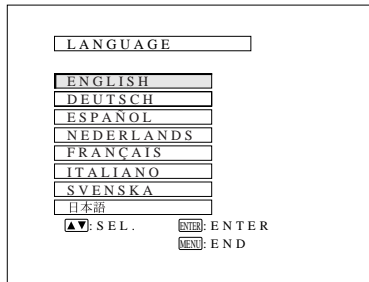 LANGUAGE
ENGLISH
DEUTSCH
ESPAÑOL
NEDERLANDS
FRANÇAIS
ITALIANO
SVENSKA
日本語
▲▼: SEL. ENTER: ENTER
MENU: END